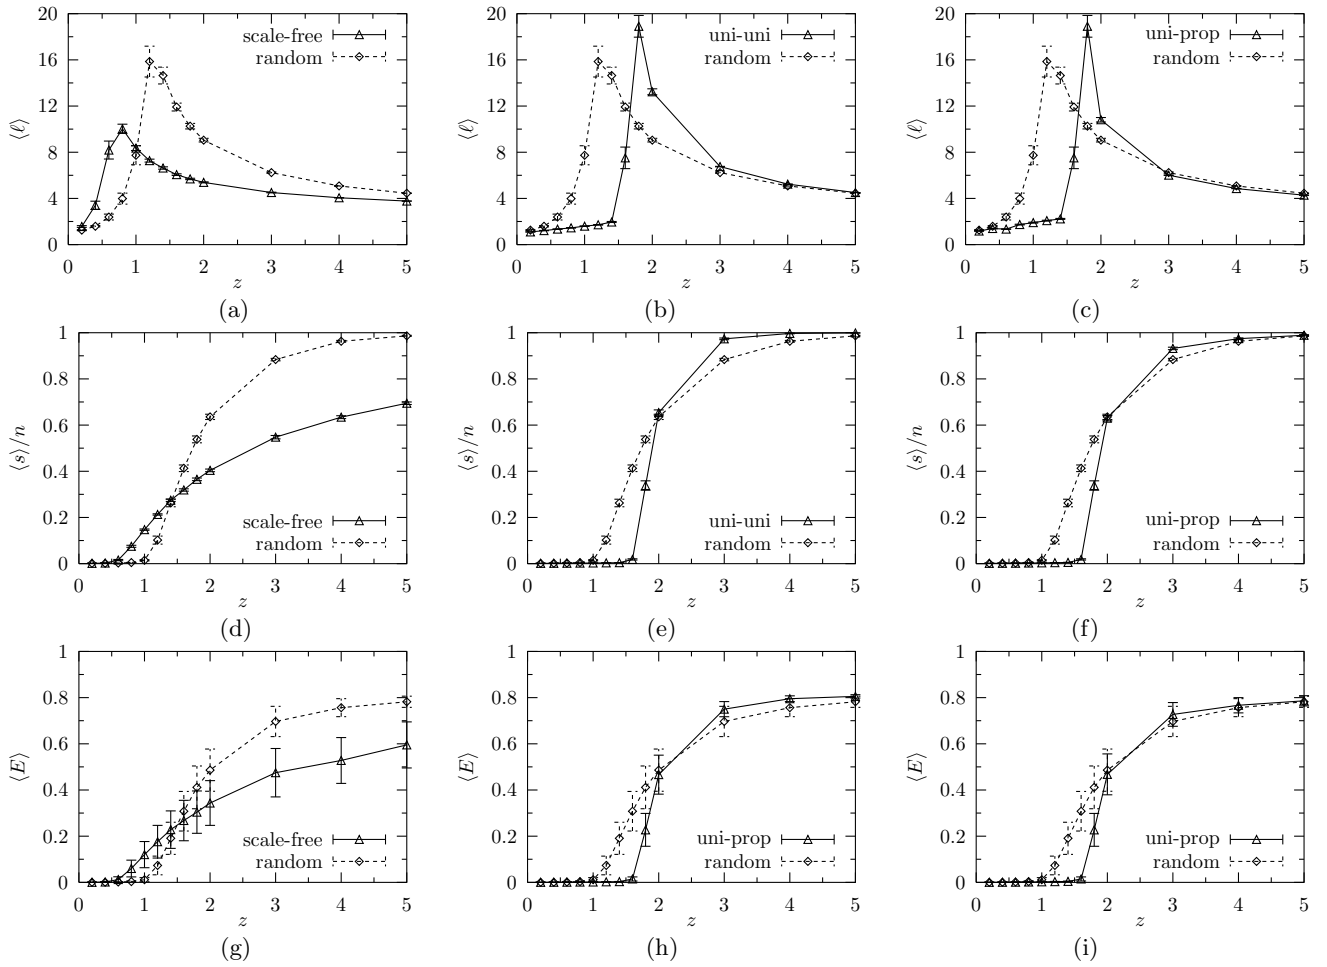 20
16
12
8
4
0
⟨ℓ⟩
scale-free
random
0 1 2 3 4 5
z
(a)
20
16
12
8
4
0
⟨ℓ⟩
uni-uni
random
0 1 2 3 4 5
z
(b)
20
16
12
8
4
0
⟨ℓ⟩
uni-prop
random
0 1 2 3 4 5
z
(c)
1
0.8
0.6
0.4
0.2
0
⟨s⟩/n
scale-free
random
0 1 2 3 4 5
z
(d)
1
0.8
0.6
0.4
0.2
0
⟨s⟩/n
uni-uni
random
0 1 2 3 4 5
z
(e)
1
0.8
0.6
0.4
0.2
0
⟨s⟩/n
uni-prop
random
0 1 2 3 4 5
z
(f)
1
0.8
0.6
0.4
0.2
0
⟨E⟩
scale-free
random
0 1 2 3 4 5
z
(g)
1
0.8
0.6
0.4
0.2
0
⟨E⟩
uni-prop
random
0 1 2 3 4 5
z
(h)
1
0.8
0.6
0.4
0.2
0
⟨E⟩
uni-prop
random
0 1 2 3 4 5
z
(i)